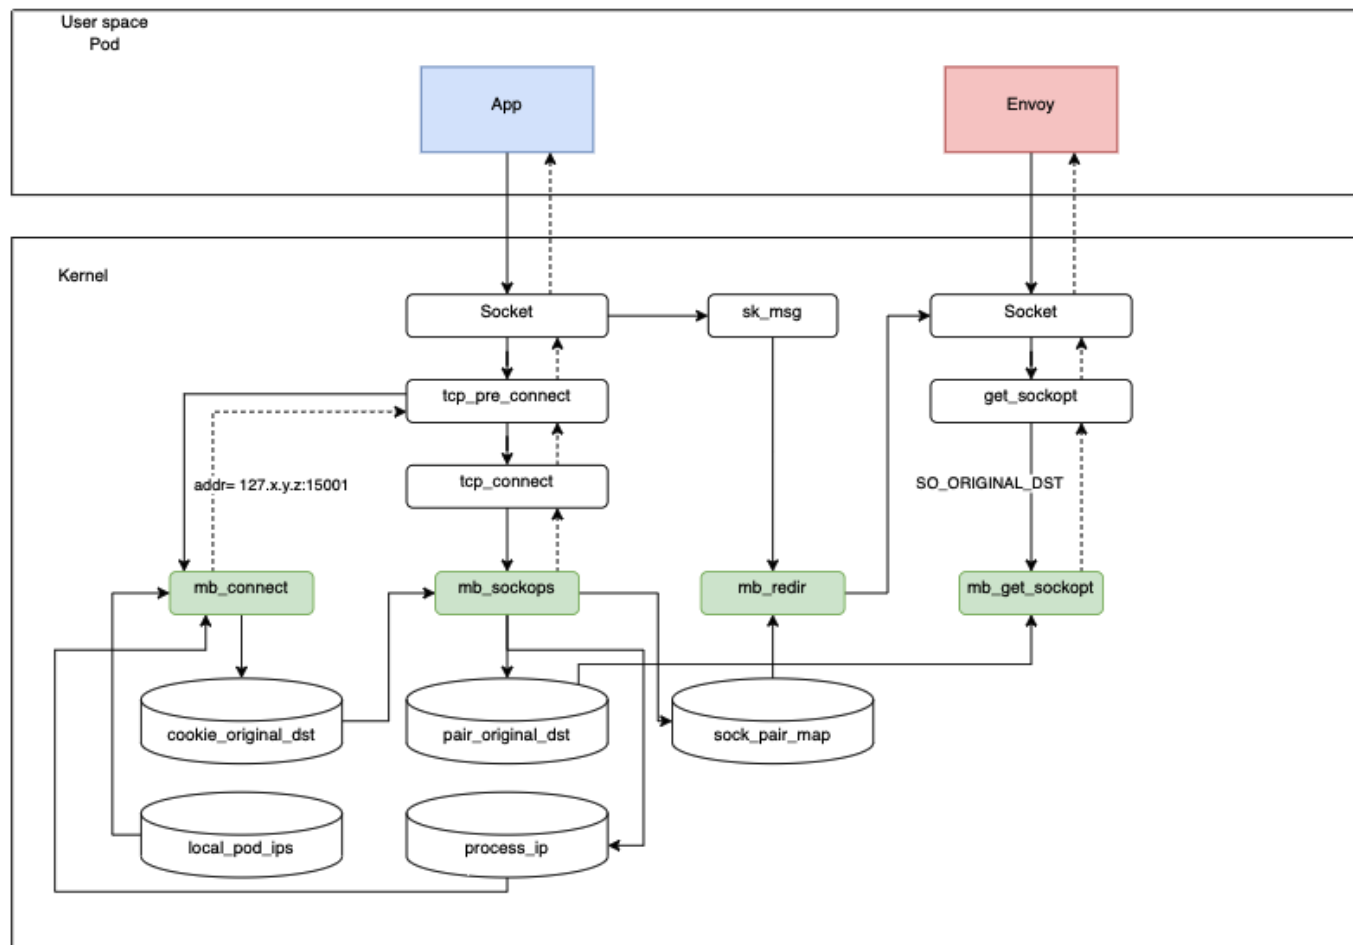 User space
Pod
App
Envoy
Kernel
Socket
sk_msg
Socket
tcp_pre_connect
get_sockopt
tcp_connect
addr= 127.x.y.z:15001
SO_ORIGINAL_DST
mb_connect
mb_sockops
mb_redir
mb_get_sockopt
cookie_original_dst
pair_original_dst
sock_pair_map
local_pod_ips
process_ip